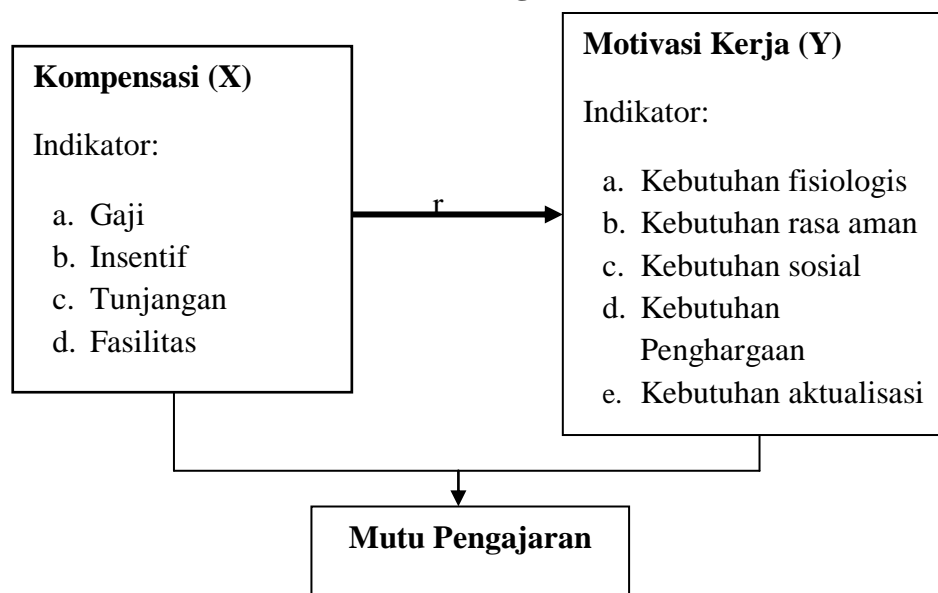 Kompensasi (X)
Indikator:
a. Gaji
b. Insentif
c. Tunjangan
d. Fasilitas
r
Motivasi Kerja (Y)
Indikator:
a. Kebutuhan fisiologis
b. Kebutuhan rasa aman
c. Kebutuhan sosial
d. Kebutuhan
Penghargaan
e. Kebutuhan aktualisasi
Mutu Pengajaran